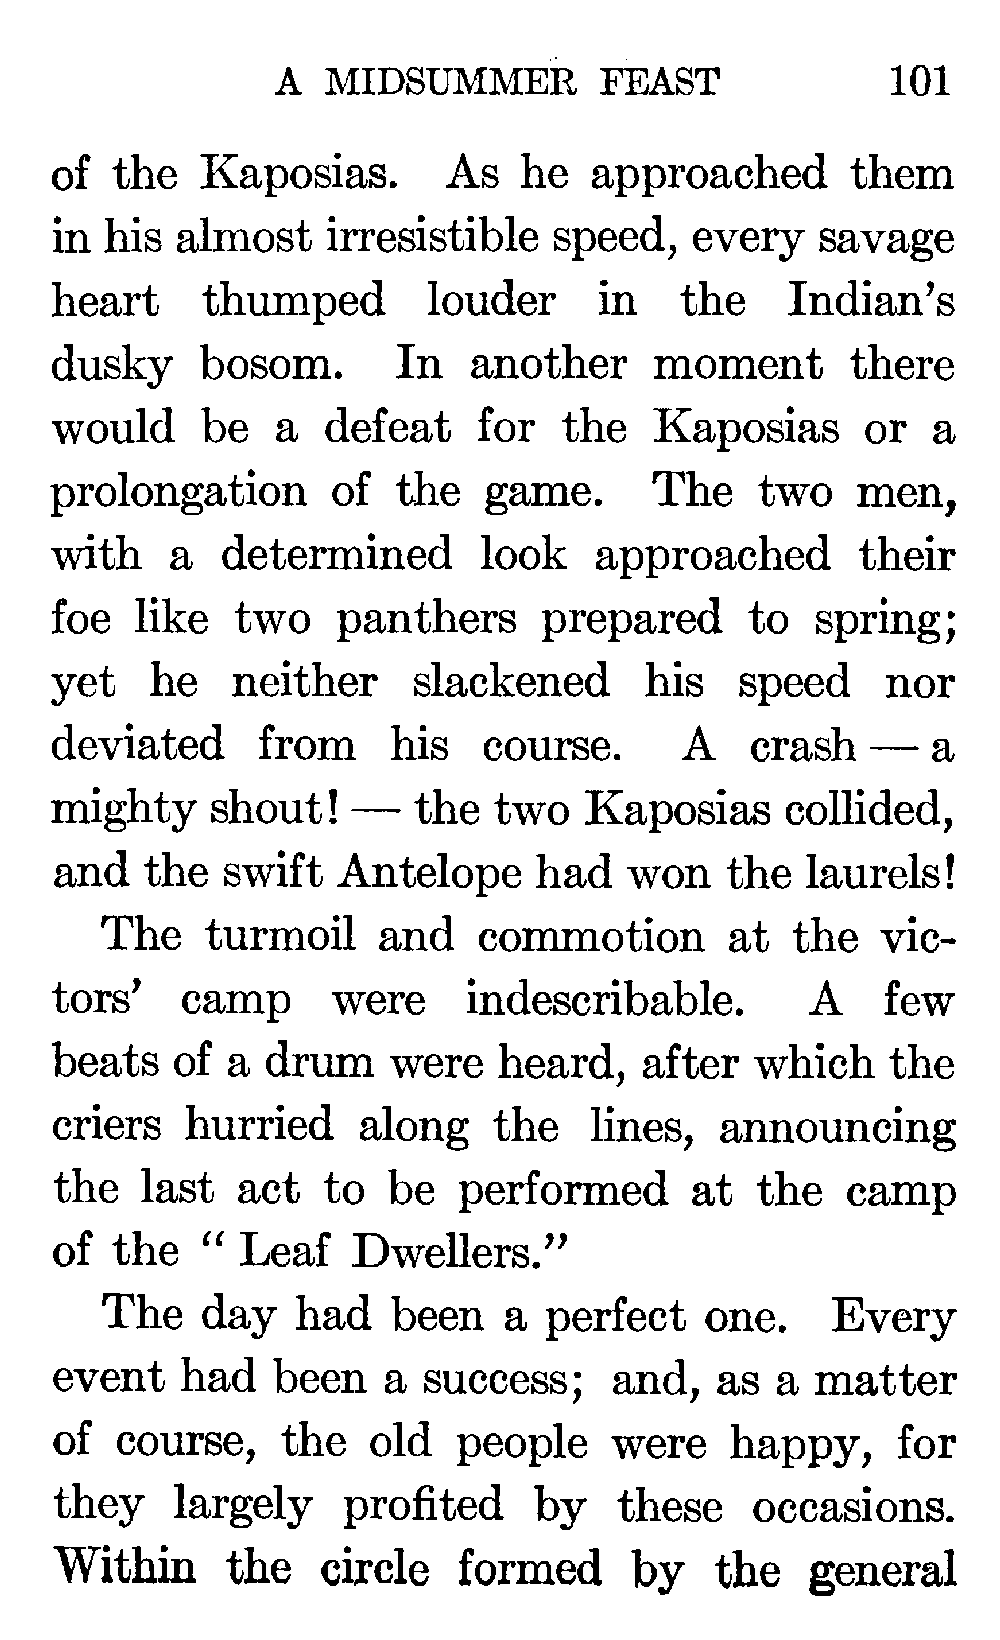 A MIDSUMMER FEAST 101
of the Kaposias. As he approached them
in his almost irresistible speed, every savage
heart thumped louder in the Indian's
dusky bosom. In another moment there
would be a defeat for the Kaposias or a
prolongation of the game. The two men,
with a determined look approached their
foe like two panthers prepared to spring;
yet he neither slackened his speed nor
deviated from his course. A crash — a
mighty shout! — the two Kaposias collided,
and the swift Antelope had won the laurels!
The turmoil and commotion at the vic-
tors' camp were indescribable. A few
beats of a drum were heard, after which the
criers hurried along the lines, announcing
the last act to be performed at the camp
of the “ Leaf Dwellers.”
The day had been a perfect one. Every
event had been a success; and, as a matter
of course, the old people were happy, for
they largely profited by these occasions.
Within the circle formed by the general